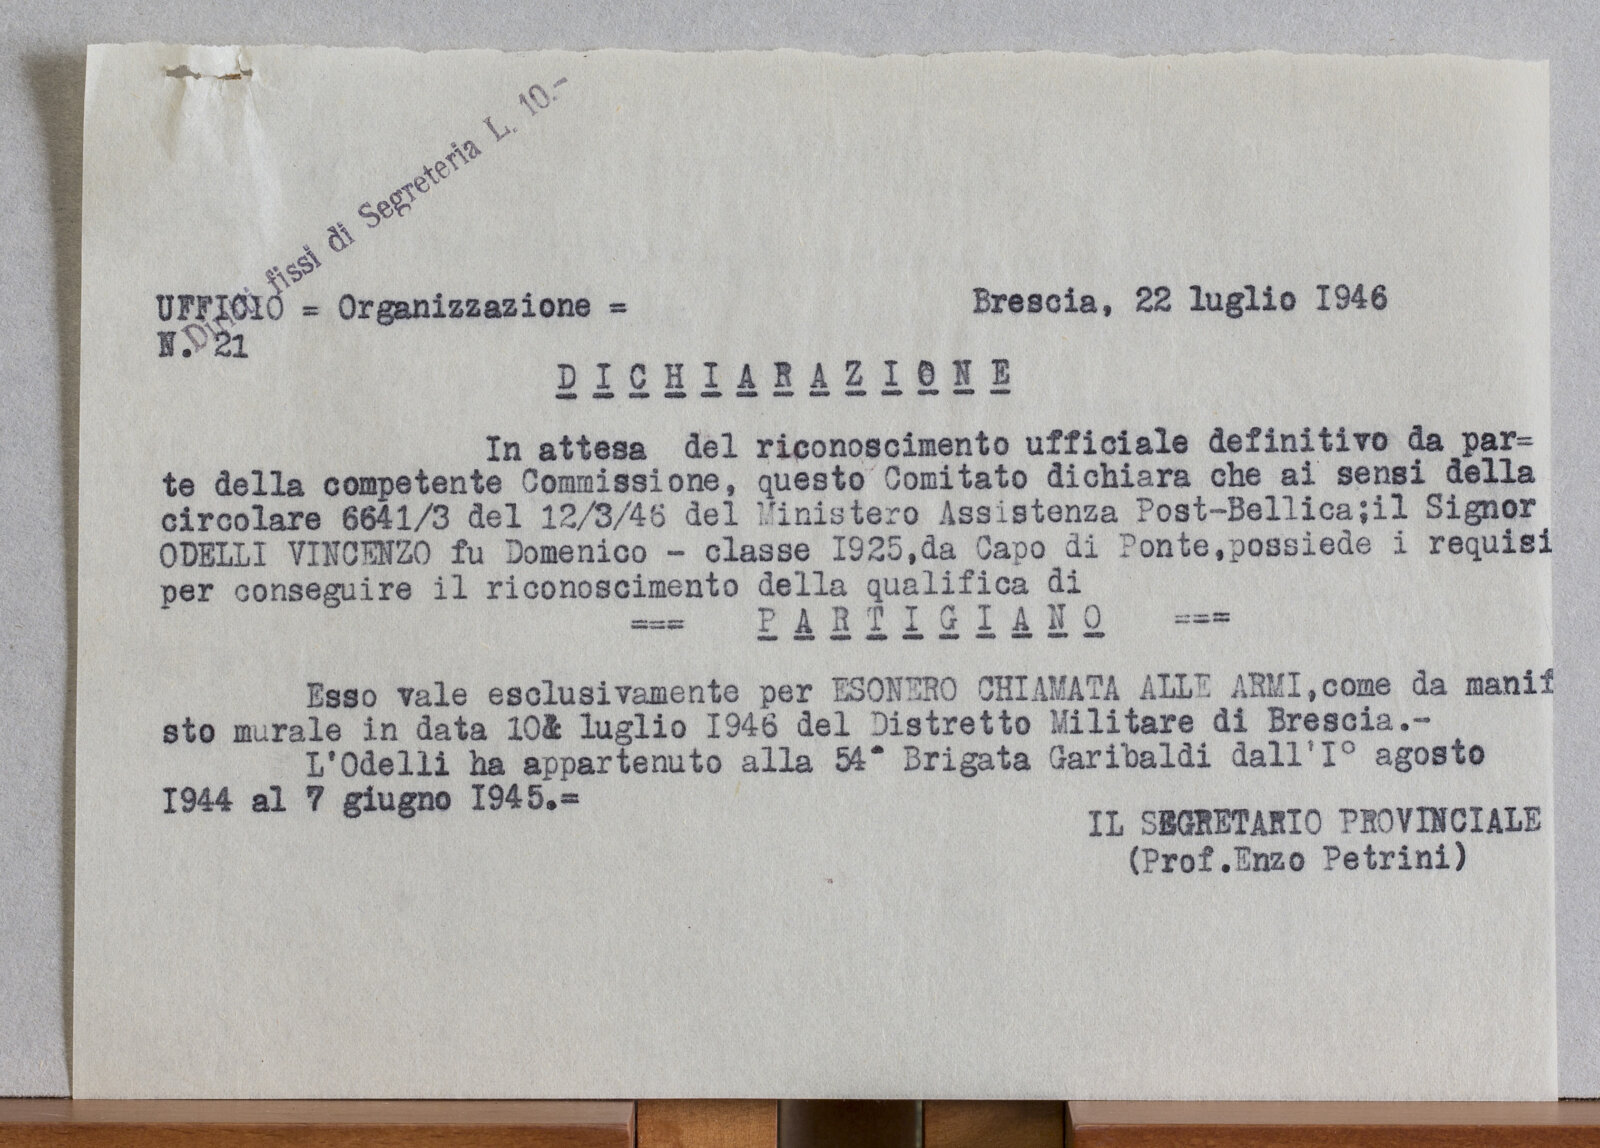 Diritti fissi di Segreteria L. 10.-
UFFICIO = Organizzazione = Brescia, 22 luglio I946
N. 21
DICHIARAZIONE
In attesa del riconoscimento ufficiale definitivo da par=
te della competente Commissione, questo Comitato dichiara che ai sensi della
circolare 6641/3 del 12/3/46 del Ministero Assistenza Post-Bellica;il Signor
ODELLI VINCENZO fu Domenico - classe I925,da Capo di Ponte,possiede i requisi
per conseguire il riconoscimento della qualifica di
=== PARTIGIANO ===
Esso vale esclusivamente per ESONERO CHIAMATA ALLE ARMI,come da manif
sto murale in data 10& luglio I946 del Distretto Militare di Brescia.-
L'Odelli ha appartenuto alla 54ª Brigata Garibaldi dall'I° agosto
I944 al 7 giugno I945.=
IL SEGRETARIO PROVINCIALE
(Prof.Enzo Petrini)